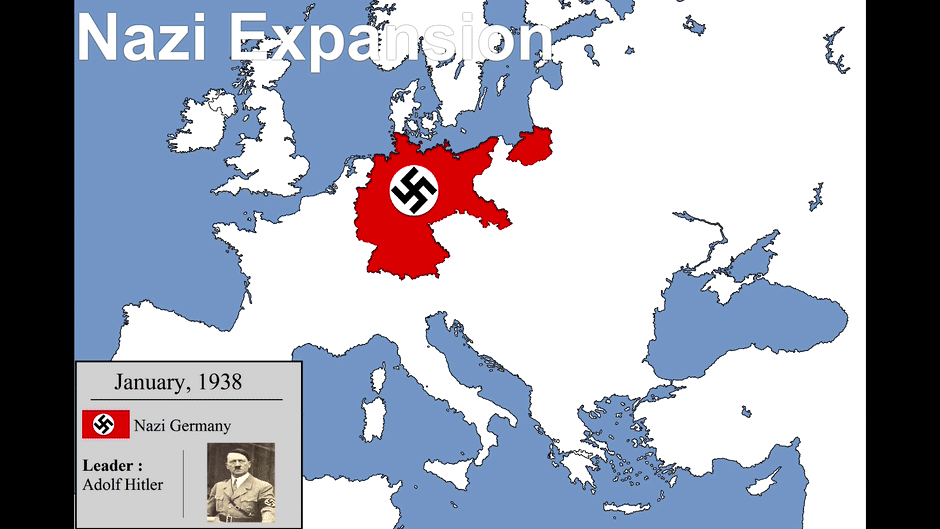 Nazi Expansion
January, 1938
Nazi Germany
Leader :
Adolf Hitler